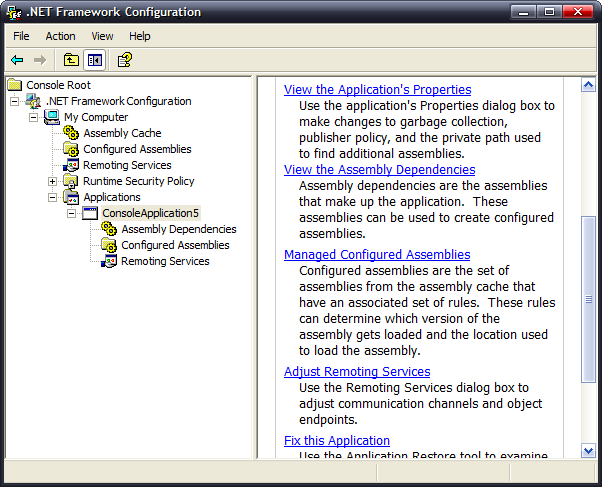 .NET Framework Configuration
File Action View Help
Console Root
.NET Framework Configuration
My Computer
Assembly Cache
Configured Assemblies
Remoting Services
Runtime Security Policy
Applications
ConsoleApplication5
Assembly Dependencies
Configured Assemblies
Remoting Services
View the Application's Properties
Use the application's Properties dialog box to
make changes to garbage collection,
publisher policy, and the private path used
to find additional assemblies.
View the Assembly Dependencies
Assembly dependencies are the assemblies
that make up the application. These
assemblies can be used to create configured
assemblies.
Managed Configured Assemblies
Configured assemblies are the set of
assemblies from the assembly cache that
have an associated set of rules. These rules
can determine which version of the
assembly gets loaded and the location used
to load the assembly.
Adjust Remoting Services
Use the Remoting Services dialog box to
adjust communication channels and object
endpoints.
Fix this Application
Use the Application Restore tool to examine